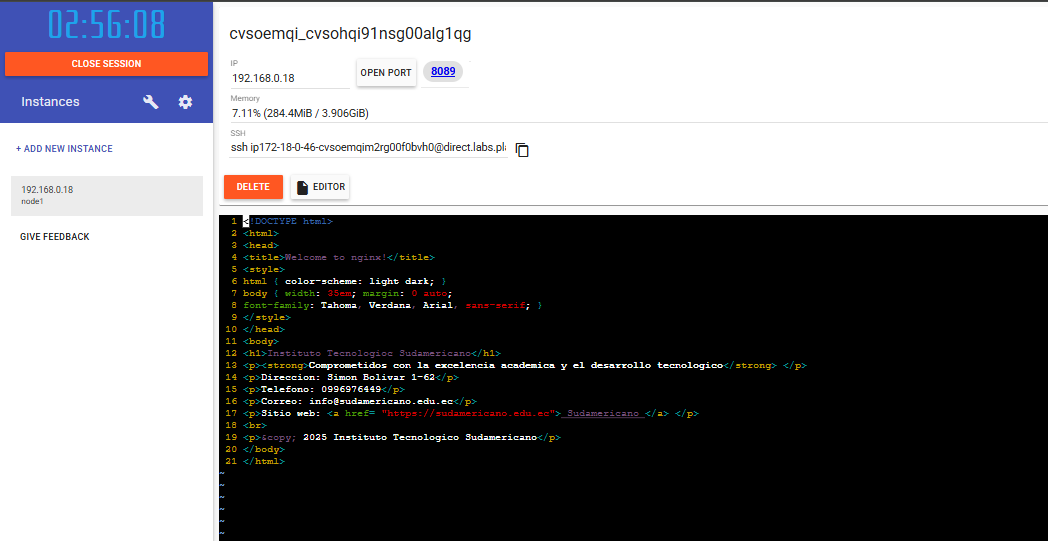 02:56:08
CLOSE SESSION
Instances
+ ADD NEW INSTANCE
192.168.0.18
node1
GIVE FEEDBACK
cvsoemqi_cvsohqi91nsg00alg1qg
IP
192.168.0.18
OPEN PORT
8089
Memory
7.11% (284.4MiB / 3.906GiB)
SSH
ssh ip172-18-0-46-cvsoemqim2rg00f0bvh0@direct.labs.pl
DELETE
EDITOR
1 <!DOCTYPE html>
2 <html>
3 <head>
4 <title>Welcome to nginx!</title>
5 <style>
6 html { color-scheme: light dark; }
7 body { width: 35em; margin: 0 auto;
8 font-family: Tahoma, Verdana, Arial, sans-serif; }
9 </style>
10 </head>
11 <body>
12 <h1>Instituto Tecnologioc Sudamericano</h1>
13 <p><strong>Comprometidos con la excelencia academica y el desarrollo tacnologico</strong> </p>
14 <p>Direccion: Simon Bolivar 1-62</p>
15 <p>Telefono: 0996976449</p>
16 <p>Correo: info@sudamericano.edu.ec</p>
17 <p>Sitio web: <a href= "https://sudamericano.edu.ec"> Sudamericano </a> </p>
18 <br>
19 <p>&copy; 2025 Instituto Tecnologico Sudamericano</p>
20 </body>
21 </html>
~
~
~
~
~
~